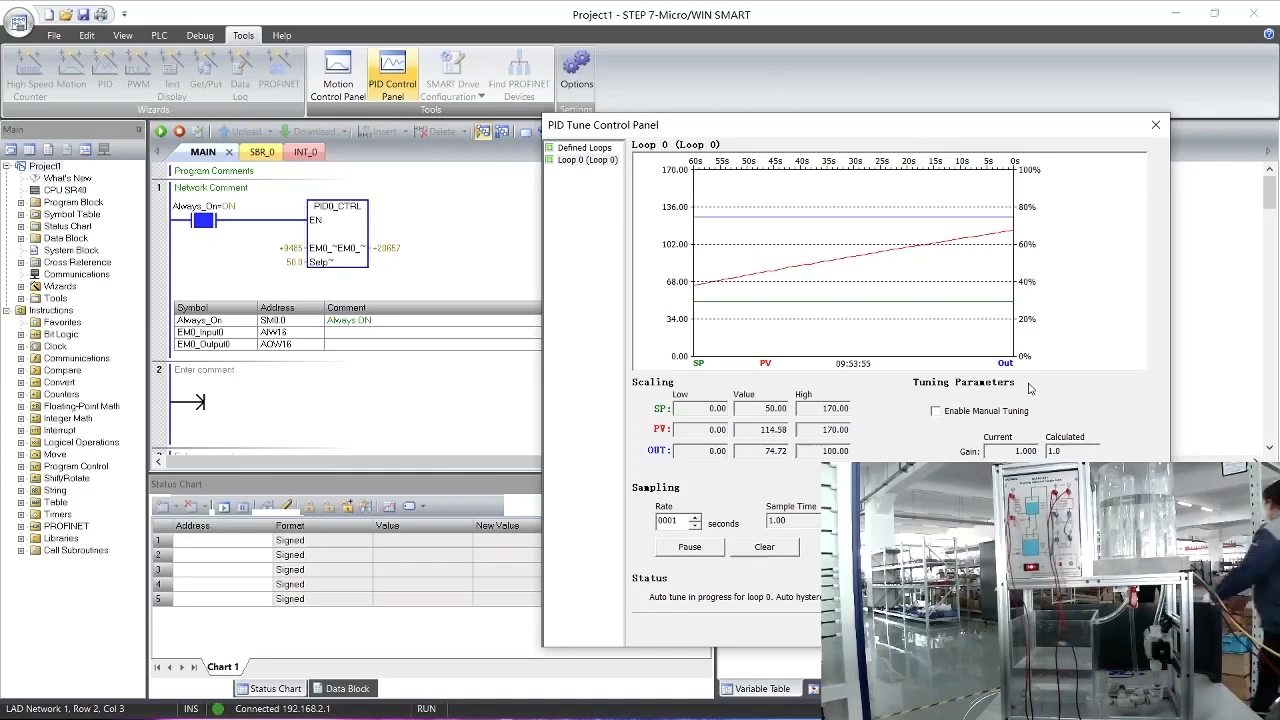 Project1 - STEP 7-Micro/WIN SMART
File Edit View PLC Debug Tools Help
High Speed Counter
Motion
PID
PWM
Text Display
Get/Put
Data Log
PROFINET
Wizards
Motion Control Panel
PID Control Panel
SMART Drive Configuration
Find PROFINET Devices
Tools
Options
Settings
Main
Project1
What's New
CPU SR40
Program Block
Symbol Table
Status Chart
Data Block
System Block
Cross Reference
Communications
Wizards
Tools
Instructions
Favorites
Bit Logic
Clock
Communications
Compare
Convert
Counters
Floating-Point Math
Integer Math
Interrupt
Logical Operations
Move
Program Control
Shift/Rotate
String
Table
Timers
PROFINET
Libraries
Call Subroutines
Upload Download Insert Delete
MAIN SBR_0 INT_0
Program Comments
1 Network Comment
Always_On=ON
PID0_CTRL
EN
+9485 EM0_~EM0_~ +20657
50.0 Setp~
Symbol Address Comment
Always_On SM0.0 Always ON
EM0_Input0 AIW16
EM0_Output0 AQW16
2 Enter comment
Status Chart
Address Format Value New Value
1 Signed
2 Signed
3 Signed
4 Signed
5 Signed
Chart 1
Status Chart Data Block
Variable Table
PID Tune Control Panel
Defined Loops
Loop 0 (Loop 0)
Loop 0 (Loop 0)
60s 55s 50s 45s 40s 35s 30s 25s 20s 15s 10s 5s 0s
170.00 100%
136.00 80%
102.00 60%
68.00 40%
34.00 20%
0.00 0%
SP PV 09:53:55 Out
Scaling
Low Value High
SP: 0.00 50.00 170.00
PV: 0.00 114.58 170.00
OUT: 0.00 74.72 100.00
Tuning Parameters
Enable Manual Tuning
Current Calculated
Gain: 1.000 1.0
Sampling
Rate Sample Time
0001 seconds 1.00
Pause Clear
Status
Auto tune in progress for loop 0. Auto hyster
LAD Network 1, Row 2, Col 3 INS Connected 192.168.2.1 RUN